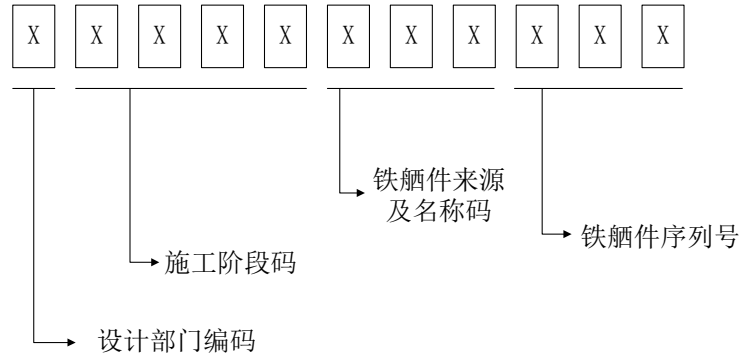 X X X X X X X X X X X
铁舾件来源
及名称码
铁舾件序列号
施工阶段码
设计部门编码